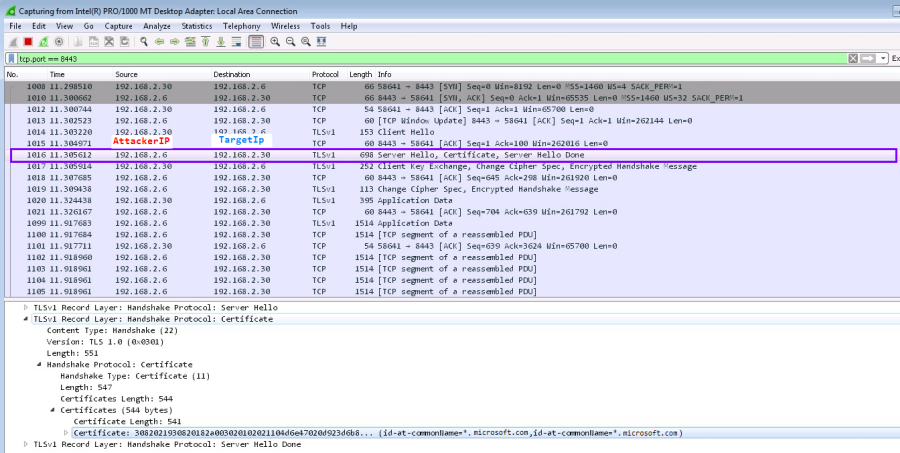 Capturing from Intel(R) PRO/1000 MT Desktop Adapter: Local Area Connection
File Edit View Go Capture Analyze Statistics Telephony Wireless Tools Help
tcp.port == 8443
No. Time Source Destination Protocol Length Info
1008 11.298510 192.168.2.30 192.168.2.6 TCP 66 58641 → 8443 [SYN] Seq=0 Win=8192 Len=0 MSS=1460 WS=4 SACK_PERM=1
1010 11.300662 192.168.2.6 192.168.2.30 TCP 66 8443 → 58641 [SYN, ACK] Seq=0 Ack=1 Win=65535 Len=0 MSS=1460 WS=32 SACK_PERM=1
1012 11.300744 192.168.2.30 192.168.2.6 TCP 54 58641 → 8443 [ACK] Seq=1 Ack=1 Win=65700 Len=0
1013 11.302523 192.168.2.6 192.168.2.30 TCP 60 [TCP Window Update] 8443 → 58641 [ACK] Seq=1 Ack=1 Win=262144 Len=0
1014 11.303220 192.168.2.30 192.168.2.6 TLSv1 153 Client Hello
1015 11.304971 AttackerIP TargetIp TCP 60 8443 → 58641 [ACK] Seq=1 Ack=100 Win=262016 Len=0
1016 11.305612 192.168.2.6 192.168.2.30 TLSv1 698 Server Hello, Certificate, Server Hello Done
1017 11.305914 192.168.2.30 192.168.2.6 TLSv1 252 Client Key Exchange, Change Cipher Spec, Encrypted Handshake Message
1018 11.307685 192.168.2.6 192.168.2.30 TCP 60 8443 → 58641 [ACK] Seq=645 Ack=298 Win=261920 Len=0
1019 11.309438 192.168.2.6 192.168.2.30 TLSv1 113 Change Cipher Spec, Encrypted Handshake Message
1020 11.324438 192.168.2.30 192.168.2.6 TLSv1 395 Application Data
1021 11.326167 192.168.2.6 192.168.2.30 TCP 60 8443 → 58641 [ACK] Seq=704 Ack=639 Win=261792 Len=0
1099 11.917683 192.168.2.6 192.168.2.30 TLSv1 1514 Application Data
1100 11.917684 192.168.2.6 192.168.2.30 TCP 1514 [TCP segment of a reassembled PDU]
1101 11.917711 192.168.2.30 192.168.2.6 TCP 54 58641 → 8443 [ACK] Seq=639 Ack=3624 Win=65700 Len=0
1102 11.918960 192.168.2.6 192.168.2.30 TCP 1514 [TCP segment of a reassembled PDU]
1103 11.918961 192.168.2.6 192.168.2.30 TCP 1514 [TCP segment of a reassembled PDU]
1104 11.918961 192.168.2.6 192.168.2.30 TCP 1514 [TCP segment of a reassembled PDU]
1105 11.918961 192.168.2.6 192.168.2.30 TCP 1514 [TCP segment of a reassembled PDU]
TLSv1 Record Layer: Handshake Protocol: Server Hello
TLSv1 Record Layer: Handshake Protocol: Certificate
Content Type: Handshake (22)
Version: TLS 1.0 (0x0301)
Length: 551
Handshake Protocol: Certificate
Handshake Type: Certificate (11)
Length: 547
Certificates Length: 544
Certificates (544 bytes)
Certificate Length: 541
Certificate: 3082021930820182a003020102021104d6e47020d923d6b8... (id-at-commonName=*.microsoft.com,id-at-commonName=*.microsoft.com)
TLSv1 Record Layer: Handshake Protocol: Server Hello Done